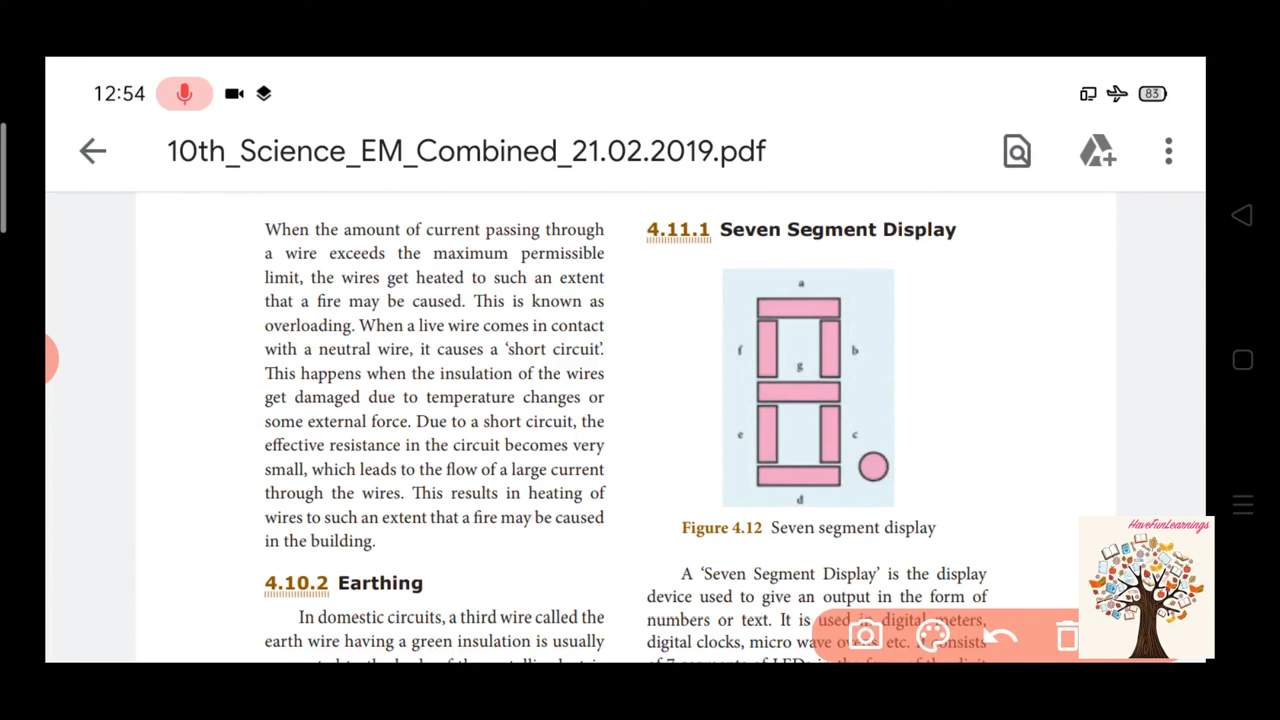 12:54
83
10th_Science_EM_Combined_21.02.2019.pdf
When the amount of current passing through
a wire exceeds the maximum permissible
limit, the wires get heated to such an extent
that a fire may be caused. This is known as
overloading. When a live wire comes in contact
with a neutral wire, it causes a ‘short circuit’.
This happens when the insulation of the wires
get damaged due to temperature changes or
some external force. Due to a short circuit, the
effective resistance in the circuit becomes very
small, which leads to the flow of a large current
through the wires. This results in heating of
wires to such an extent that a fire may be caused
in the building.
4.10.2 Earthing
In domestic circuits, a third wire called the
earth wire having a green insulation is usually
4.11.1 Seven Segment Display
a
f
b
g
e
c
d
Figure 4.12 Seven segment display
A ‘Seven Segment Display’ is the display
device used to give an output in the form of
numbers or text. It is used in digital meters,
digital clocks, micro wave ovens etc. It consists
HaveFunLearnings